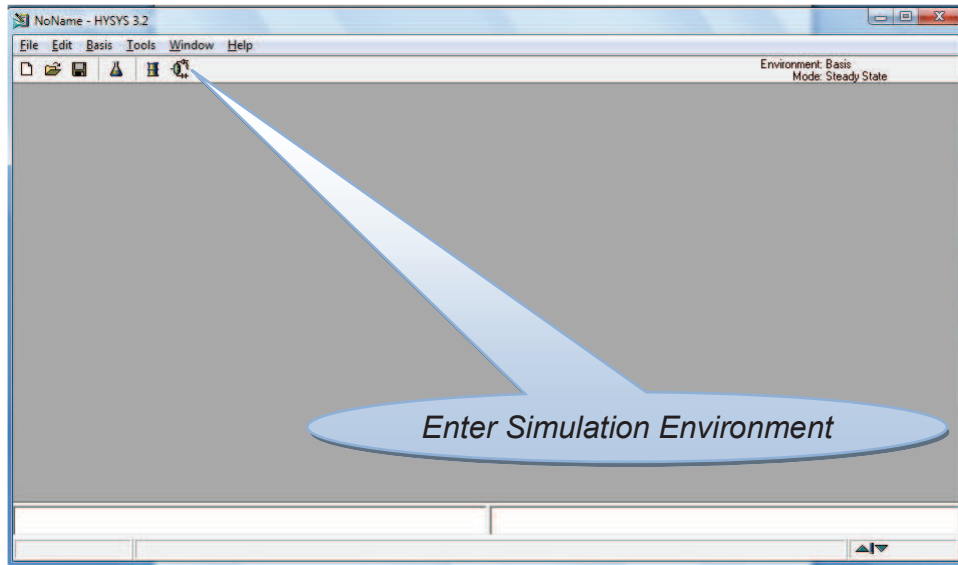 NoName - HYSYS 3.2
File Edit Basis Tools Window Help
Environment: Basis
Mode: Steady State
Enter Simulation Environment